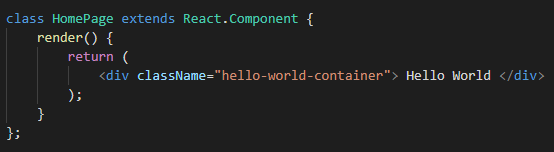 class HomePage extends React.Component {
    render() {
        return (
            <div className="hello-world-container"> Hello World </div>
        );
    }
};